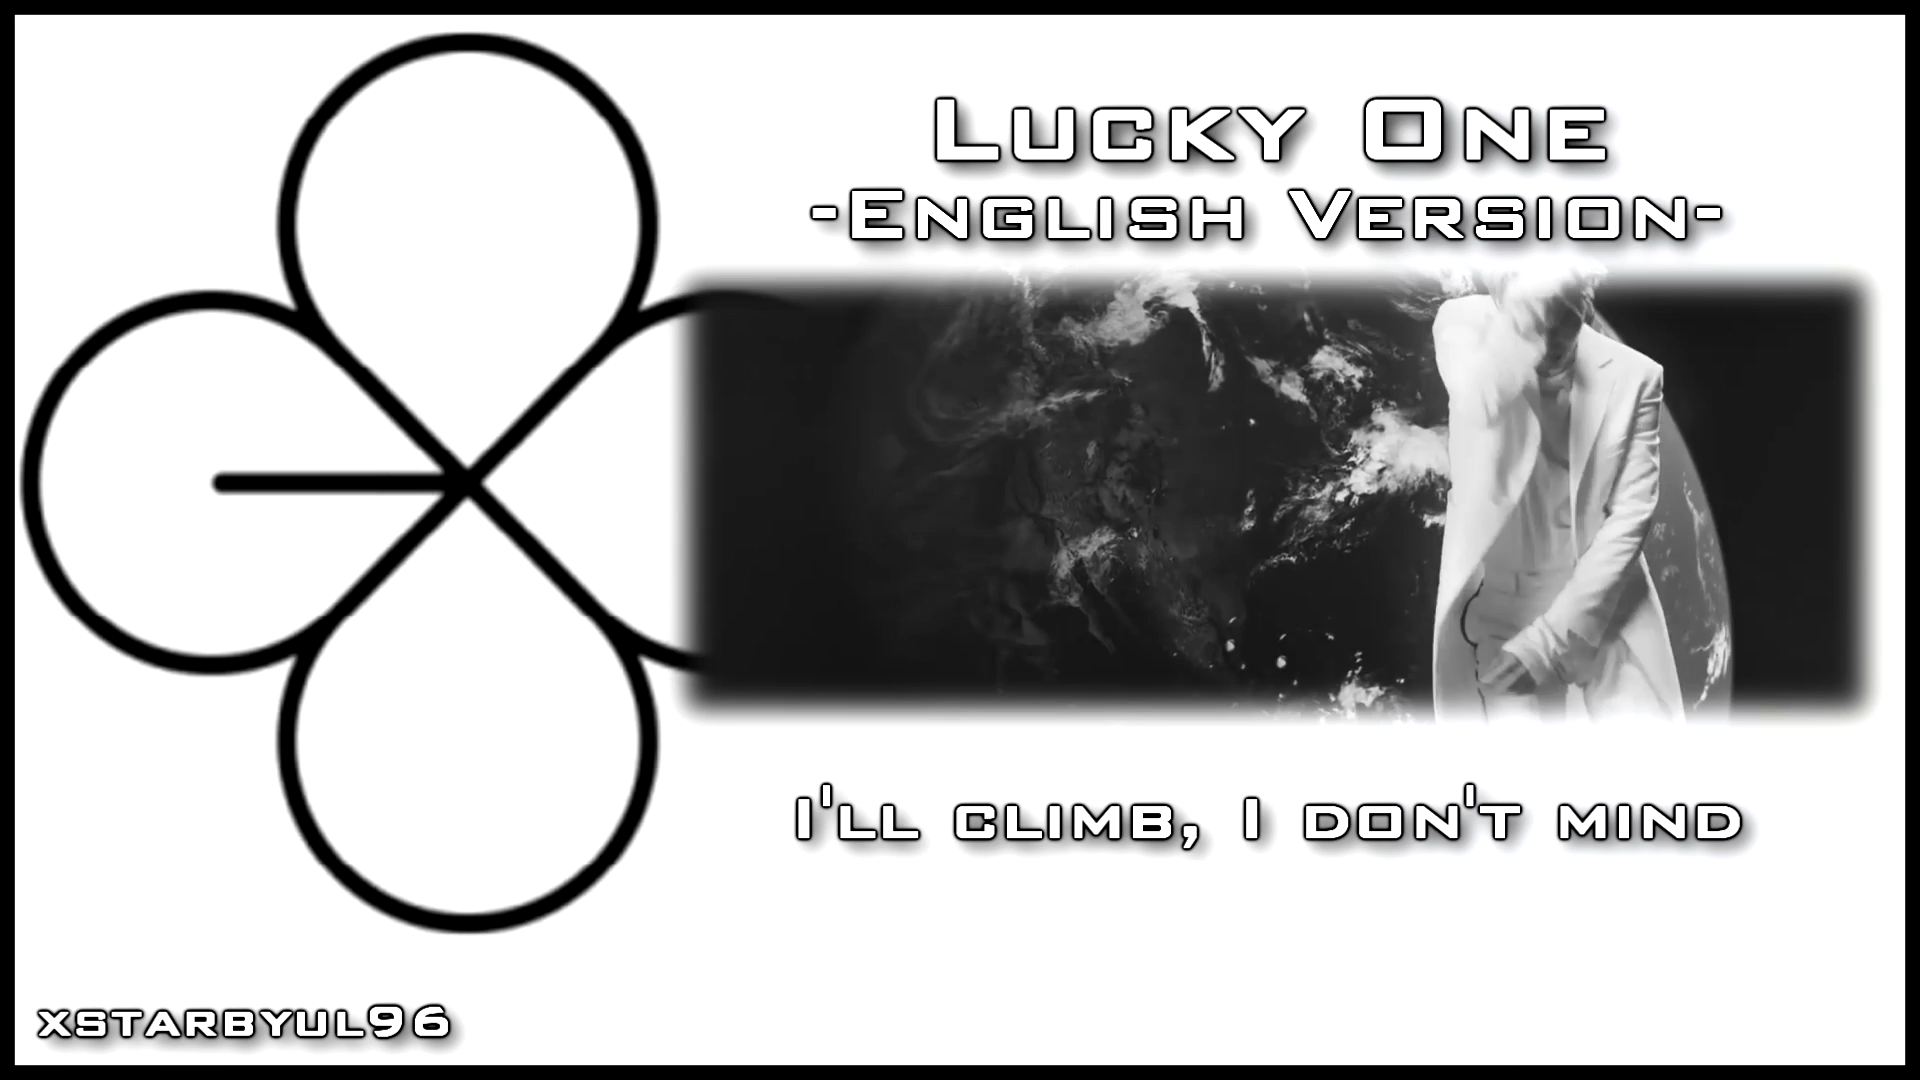 Lucky One
-English Version-
I'll climb, I don't mind
xstarbyul96